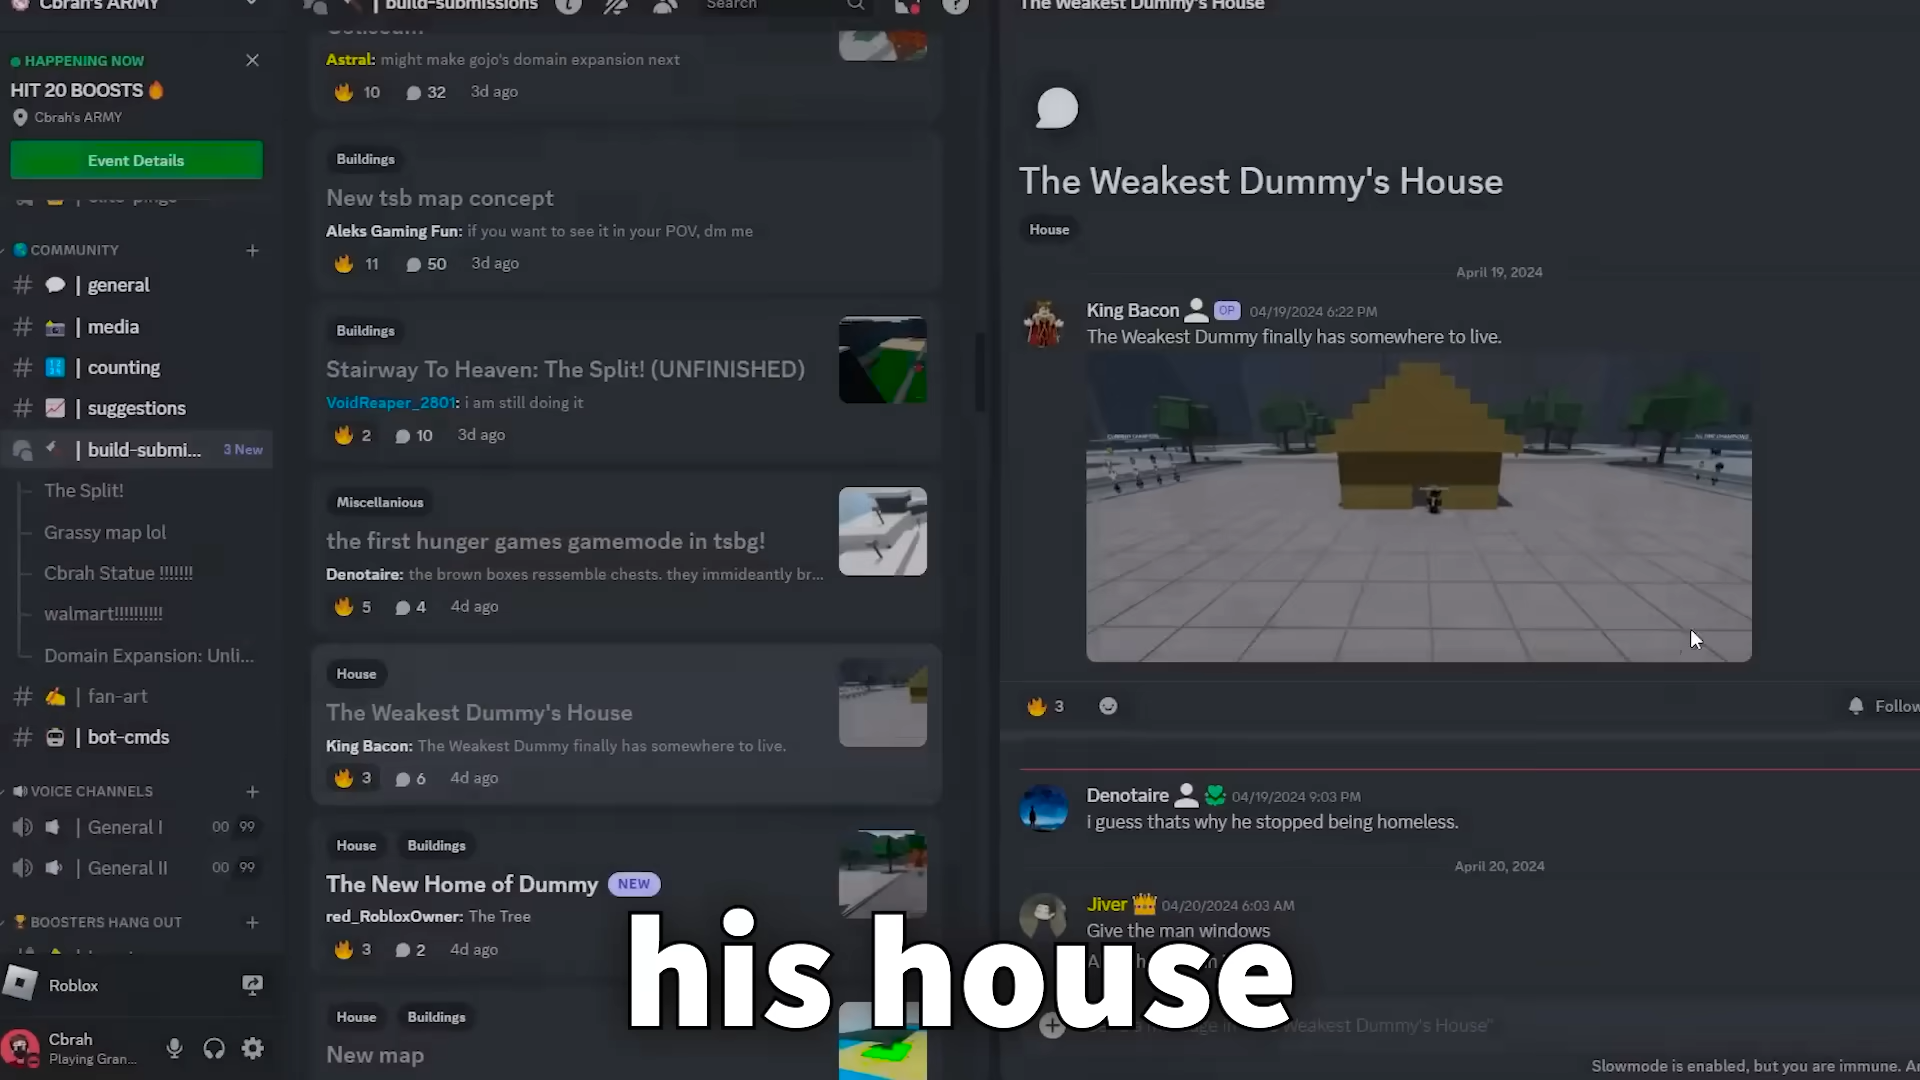 Cbrah's ARMY
HAPPENING NOW
HIT 20 BOOSTS 🔥
Cbrah's ARMY
Event Details
COMMUNITY
| general
| media
| counting
| suggestions
| build-submi... 3 New
The Split!
Grassy map lol
Cbrah Statue !!!!!!!
walmart!!!!!!!!!!
Domain Expansion: Unli...
| fan-art
| bot-cmds
VOICE CHANNELS
| General I 00 99
| General II 00 99
BOOSTERS HANG OUT
Roblox
Cbrah
Playing Gran...
| build-submissions
Search
Astral: might make gojo's domain expansion next
10 32 3d ago
Buildings
New tsb map concept
Aleks Gaming Fun: if you want to see it in your POV, dm me
11 50 3d ago
Buildings
Stairway To Heaven: The Split! (UNFINISHED)
VoidReaper_2801: i am still doing it
2 10 3d ago
Miscellanious
the first hunger games gamemode in tsbg!
Denotaire: the brown boxes ressemble chests. they immideantly br...
5 4 4d ago
House
The Weakest Dummy's House
King Bacon: The Weakest Dummy finally has somewhere to live.
3 6 4d ago
House Buildings
The New Home of Dummy NEW
red_RobloxOwner: The Tree
3 2 4d ago
House Buildings
New map
The Weakest Dummy's House
The Weakest Dummy's House
House
April 19, 2024
King Bacon OP 04/19/2024 6:22 PM
The Weakest Dummy finally has somewhere to live.
3
Follow
Denotaire 04/19/2024 9:03 PM
i guess thats why he stopped being homeless.
April 20, 2024
Jiver 04/20/2024 6:03 AM
Give the man windows
Weakest Dummy's House"
Slowmode is enabled, but you are immune.
his house